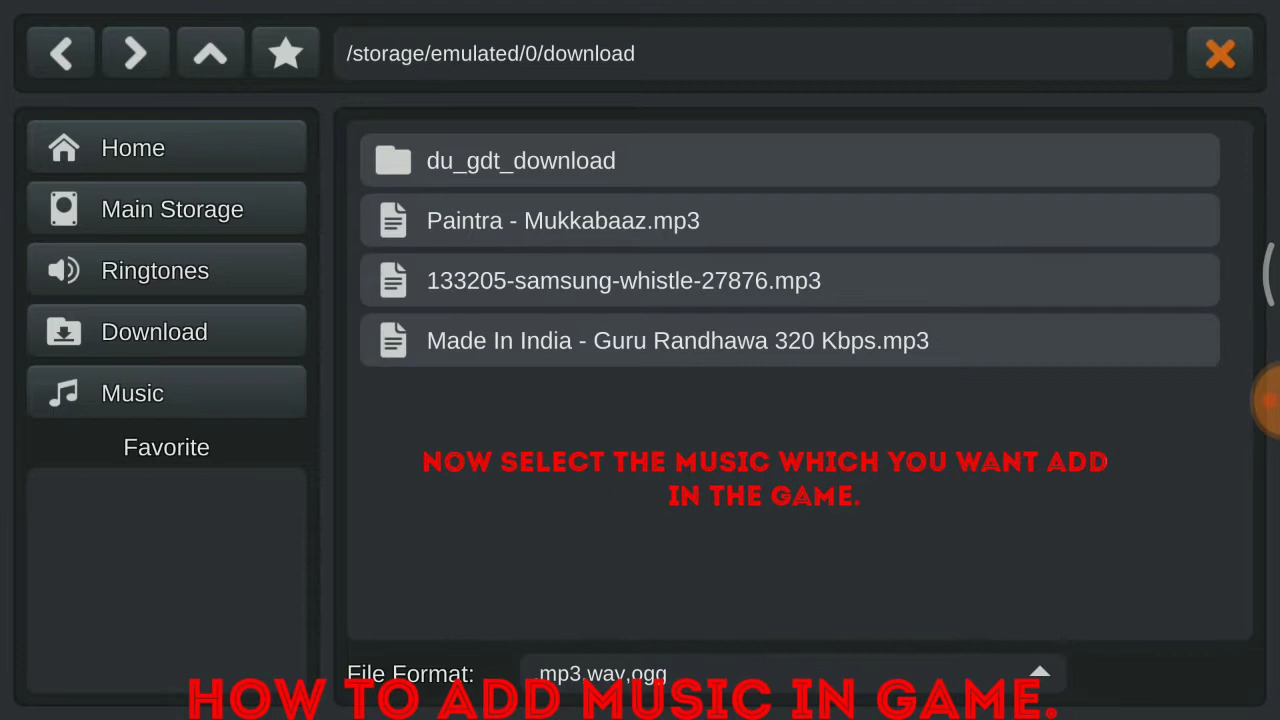 /storage/emulated/0/download
Home
Main Storage
Ringtones
Download
Music
Favorite
du_gdt_download
Paintra - Mukkabaaz.mp3
133205-samsung-whistle-27876.mp3
Made In India - Guru Randhawa 320 Kbps.mp3
NOW SELECT THE MUSIC WHICH YOU WANT ADD
IN THE GAME.
File Format:
.mp3,wav,ogg
HOW TO ADD MUSIC IN GAME.